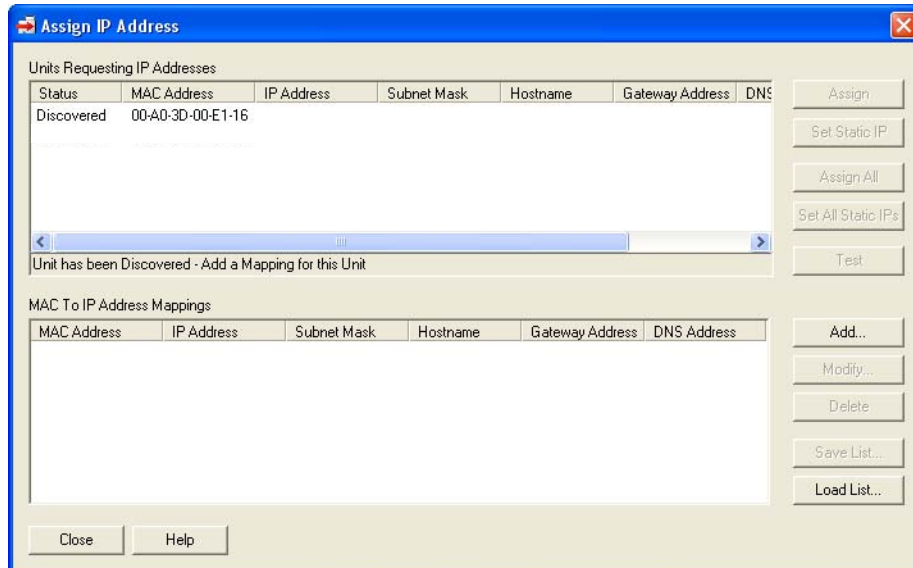 Assign IP Address
Units Requesting IP Addresses
Status MAC Address IP Address Subnet Mask Hostname Gateway Address DNS
Discovered 00-A0-3D-00-E1-16
Unit has been Discovered - Add a Mapping for this Unit
Assign
Set Static IP
Assign All
Set All Static IPs
Test
MAC To IP Address Mappings
MAC Address IP Address Subnet Mask Hostname Gateway Address DNS Address
Add...
Modify...
Delete
Save List...
Load List...
Close Help